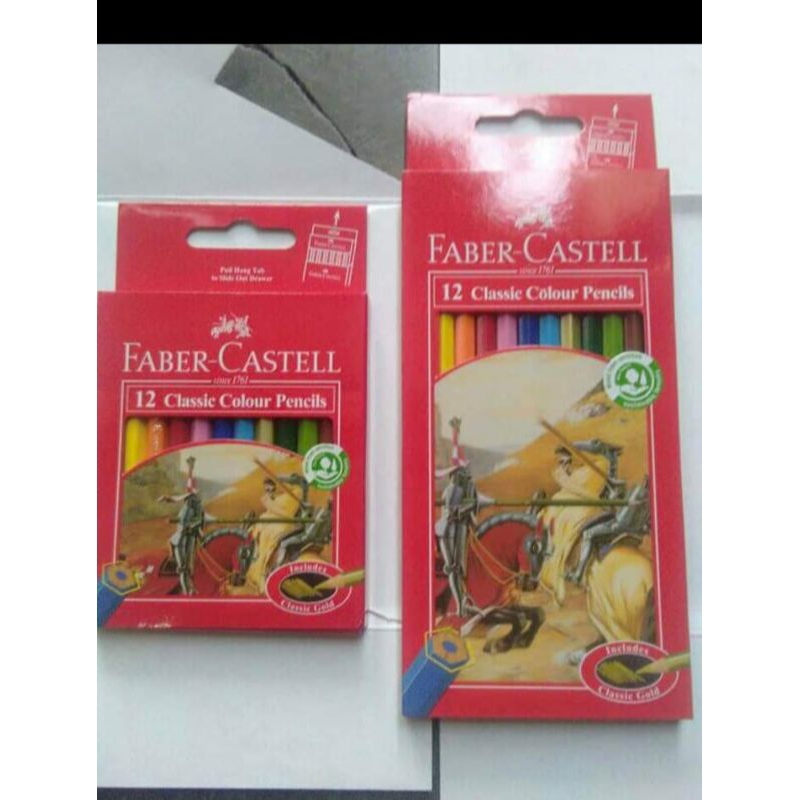 Pull Hang Tab
to Slide Out Drawer
FABER-CASTELL
since 1761
12 Classic Colour Pencils
Includes
Classic Gold
FABER-CASTELL
since 1761
12 Classic Colour Pencils
Includes
Classic Gold